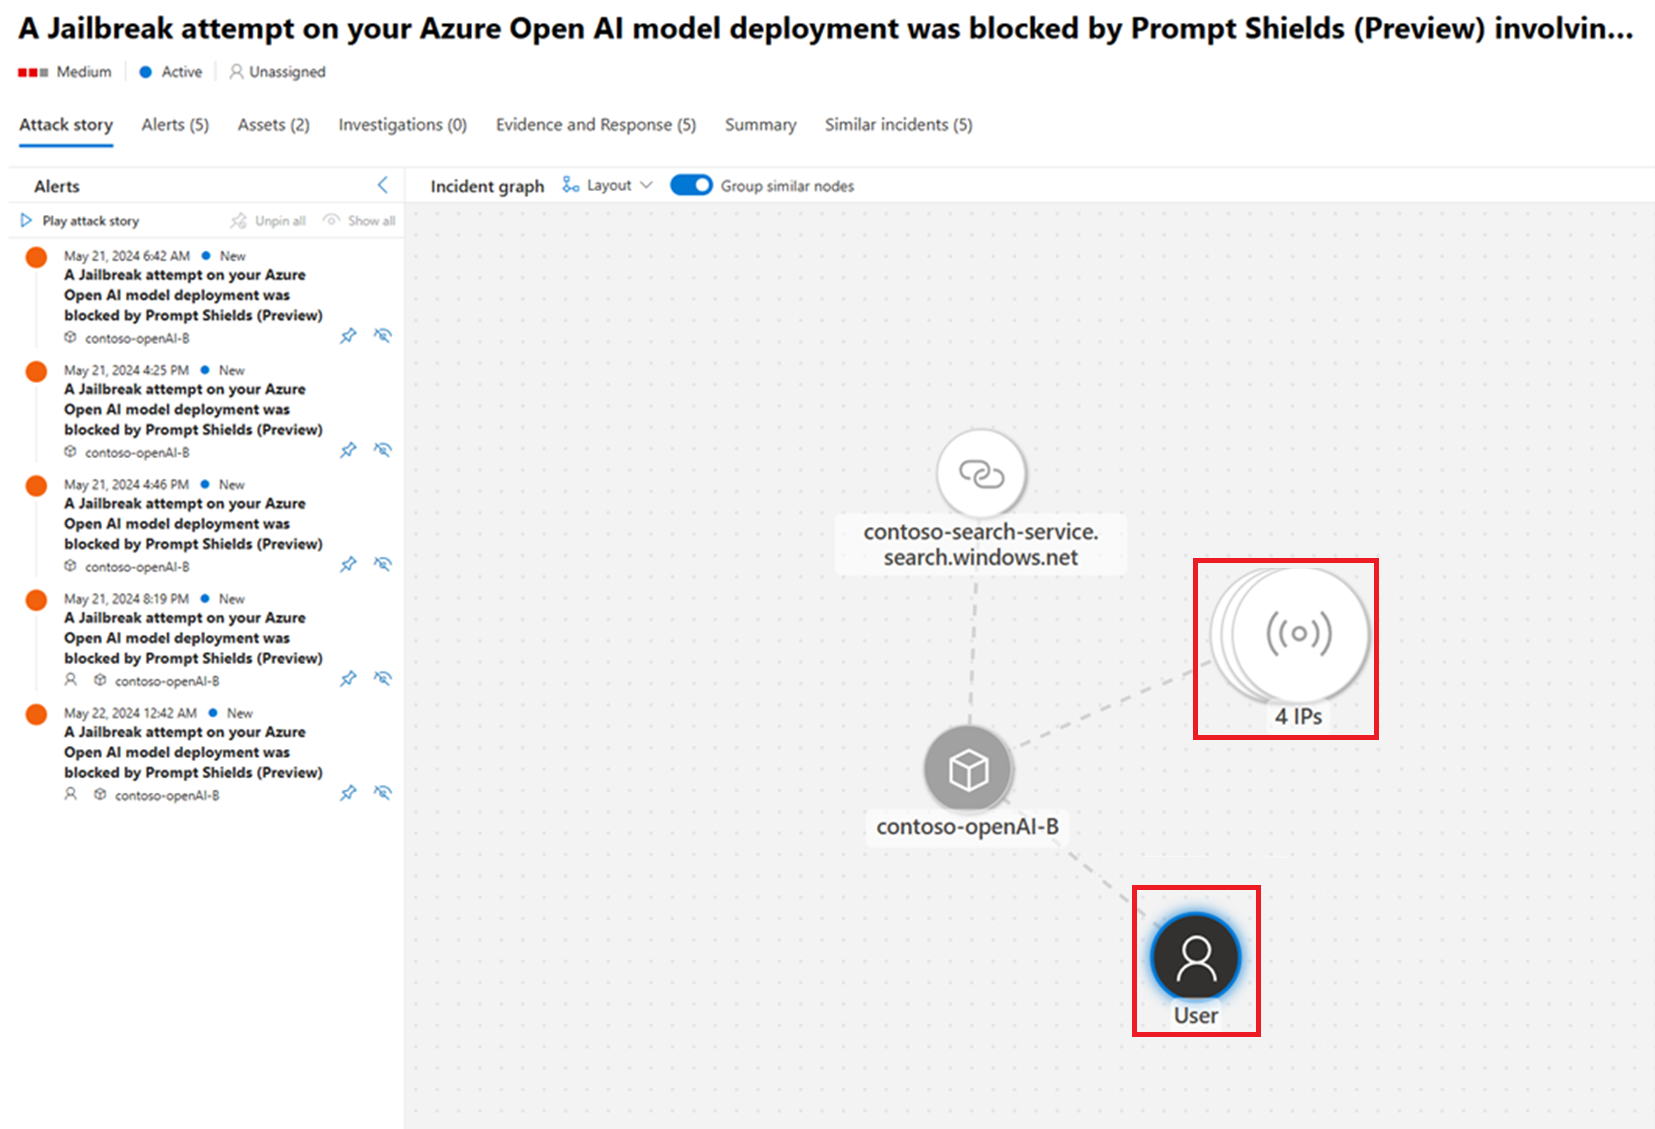 A Jailbreak attempt on your Azure Open AI model deployment was blocked by Prompt Shields (Preview) involvin...
Medium Active Unassigned
Attack story Alerts (5) Assets (2) Investigations (0) Evidence and Response (5) Summary Similar incidents (5)
Alerts
Play attack story Unpin all Show all
May 21, 2024 6:42 AM New
A Jailbreak attempt on your Azure
Open AI model deployment was
blocked by Prompt Shields (Preview)
contoso-openAI-B
May 21, 2024 4:25 PM New
A Jailbreak attempt on your Azure
Open AI model deployment was
blocked by Prompt Shields (Preview)
contoso-openAI-B
May 21, 2024 4:46 PM New
A Jailbreak attempt on your Azure
Open AI model deployment was
blocked by Prompt Shields (Preview)
contoso-openAI-B
May 21, 2024 8:19 PM New
A Jailbreak attempt on your Azure
Open AI model deployment was
blocked by Prompt Shields (Preview)
contoso-openAI-B
May 22, 2024 12:42 AM New
A Jailbreak attempt on your Azure
Open AI model deployment was
blocked by Prompt Shields (Preview)
contoso-openAI-B
Incident graph Layout Group similar nodes
contoso-search-service.
search.windows.net
4 IPs
contoso-openAI-B
User